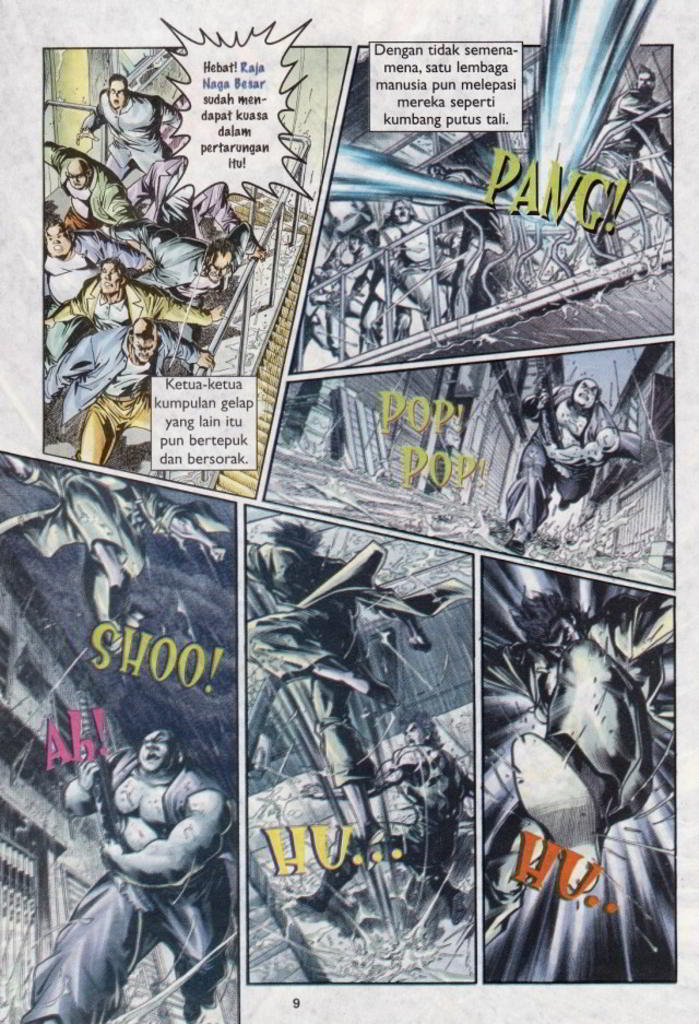 Hebat! Raja
Naga Besar
sudah men-
dapat kuasa
dalam
pertarungan
itu!
Dengan tidak semena-
mena, satu lembaga
manusia pun melepasi
mereka seperti
kumbang putus tali.
PANG!
Ketua-ketua
kumpulan gelap
yang lain itu
pun bertepuk
dan bersorak.
POP!
POP!
SHOO!
AH!
HU...
HU..
9